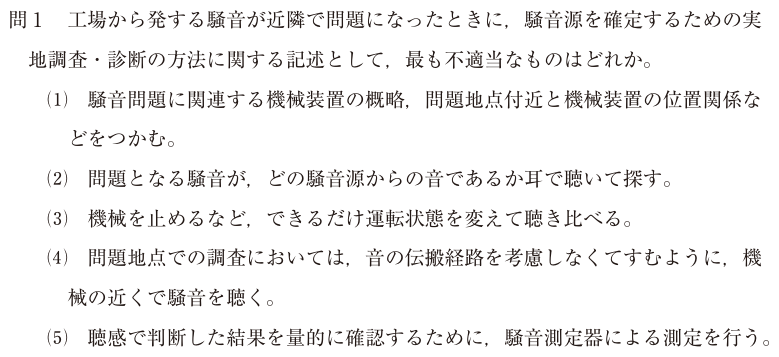 問1　工場から発する騒音が近隣で問題になったときに，騒音源を確定するための実
地調査・診断の方法に関する記述として，最も不適当なものはどれか。
(1)　騒音問題に関連する機械装置の概略，問題地点付近と機械装置の位置関係な
どをつかむ。
(2)　問題となる騒音が，どの騒音源からの音であるか耳で聴いて探す。
(3)　機械を止めるなど，できるだけ運転状態を変えて聴き比べる。
(4)　問題地点での調査においては，音の伝搬経路を考慮しなくてすむように，機
械の近くで騒音を聴く。
(5)　聴感で判断した結果を量的に確認するために，騒音測定器による測定を行う。